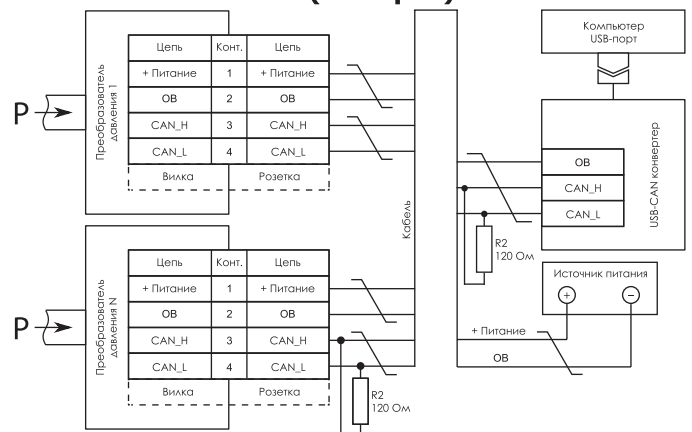 Компьютер
USB-порт
Преобразователь
давления 1
Цепь Конт. Цепь
+ Питание 1 + Питание
ОВ 2 ОВ
CAN_H 3 CAN_H
CAN_L 4 CAN_L
Вилка Розетка
P
Кабель
ОВ
CAN_H
CAN_L
USB-CAN конвертер
R2
120 Ом
Источник питания
+ −
+ Питание
ОВ
Преобразователь
давления N
Цепь Конт. Цепь
+ Питание 1 + Питание
ОВ 2 ОВ
CAN_H 3 CAN_H
CAN_L 4 CAN_L
Вилка Розетка
P
R2
120 Ом